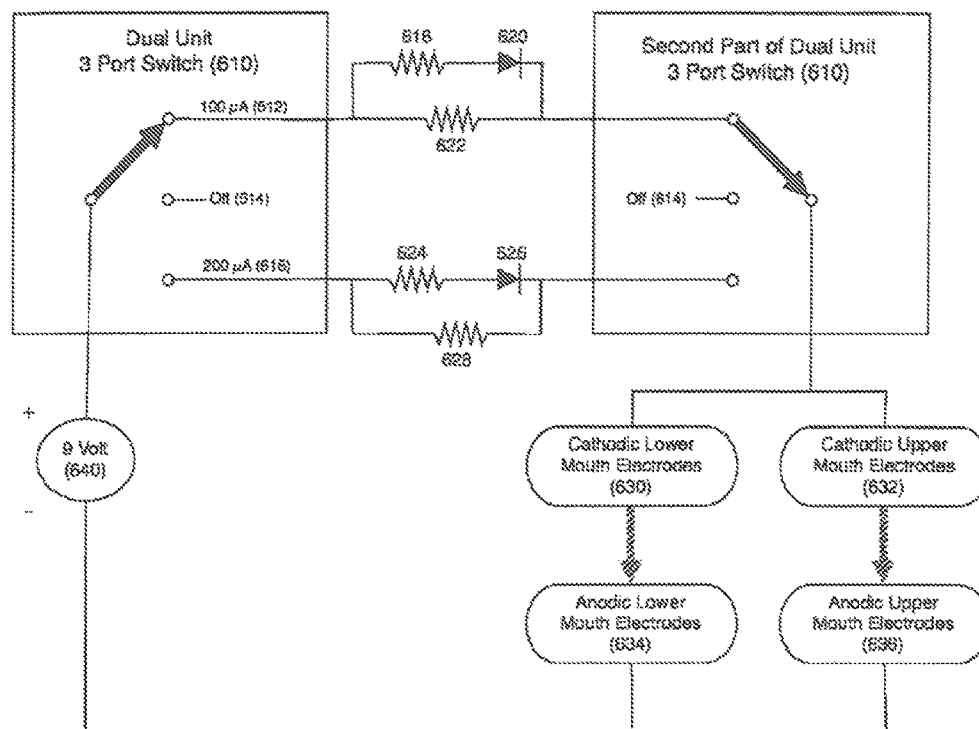 Dual Unit
3 Port Switch (610)
618
620
Second Part of Dual Unit
3 Port Switch (610)
100 µA (612)
622
Off (614)
Off (614)
200 µA (616)
624
626
628
+
9 Volt
(640)
–
Cathodic Lower
Mouth Electrodes
(630)
Cathodic Upper
Mouth Electrodes
(632)
Anodic Lower
Mouth Electrodes
(634)
Anodic Upper
Mouth Electrodes
(636)